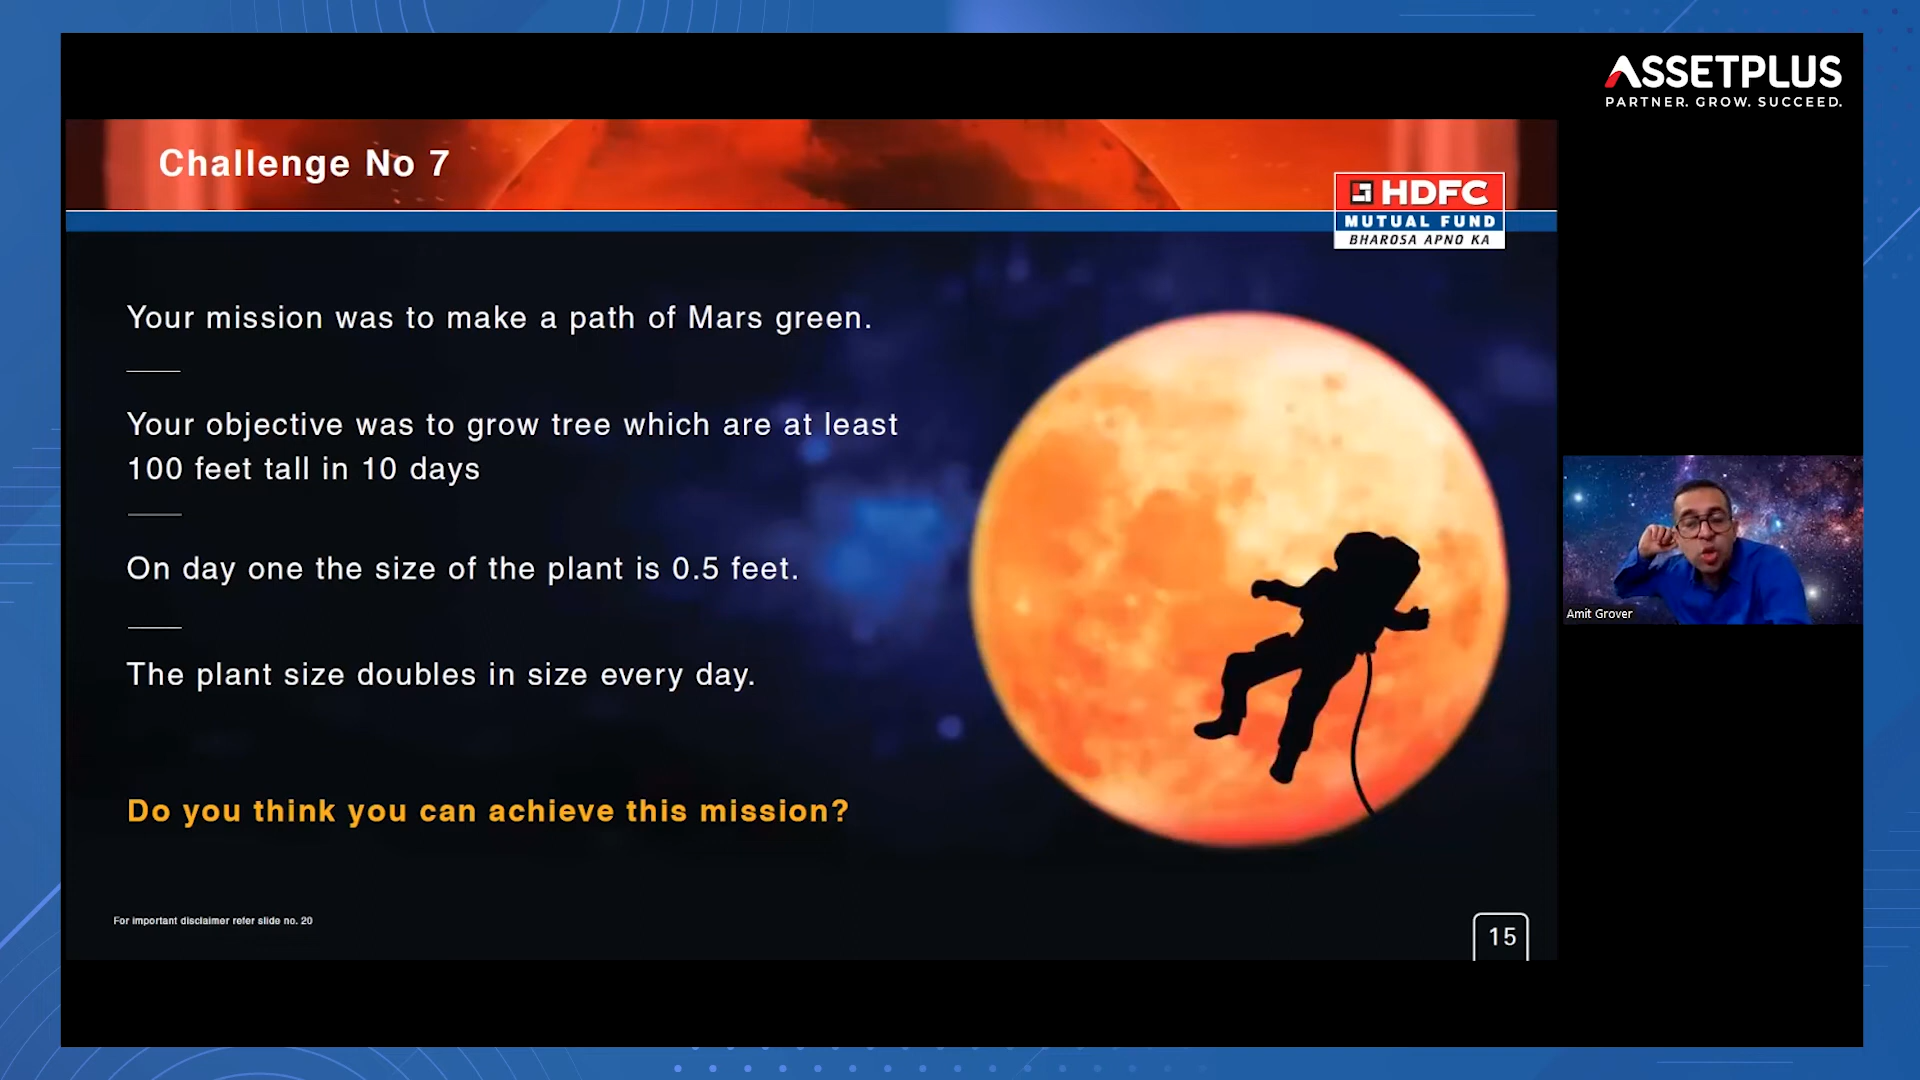 ASSETPLUS
PARTNER. GROW. SUCCEED.
Challenge No 7
HDFC
MUTUAL FUND
BHAROSA APNO KA
Your mission was to make a path of Mars green.
Your objective was to grow tree which are at least
100 feet tall in 10 days
On day one the size of the plant is 0.5 feet.
The plant size doubles in size every day.
Do you think you can achieve this mission?
Amit Grover
For important disclaimer refer slide no. 20
15